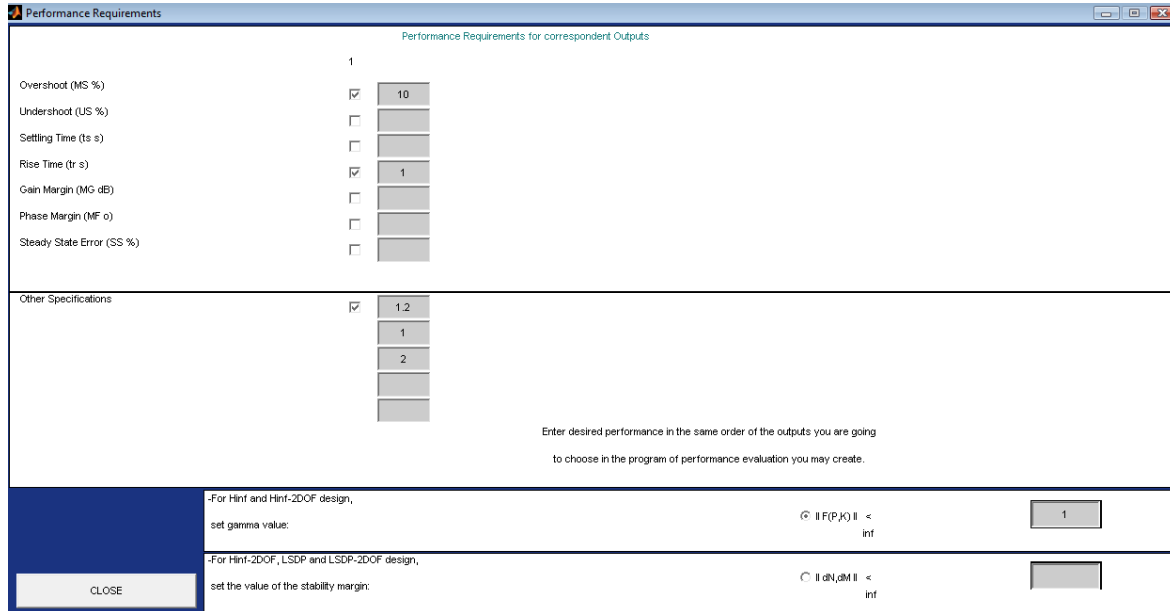 Performance Requirements
Performance Requirements for correspondent Outputs
1
Overshoot (MS %)
10
Undershoot (US %)
Settling Time (ts s)
Rise Time (tr s)
1
Gain Margin (MG dB)
Phase Margin (MF o)
Steady State Error (SS %)
Other Specifications
1.2
1
2
Enter desired performance in the same order of the outputs you are going
to choose in the program of performance evaluation you may create.
-For Hinf and Hinf-2DOF design,
set gamma value:
II F(P,K) II <
inf
1
-For Hinf-2DOF, LSDP and LSDP-2DOF design,
set the value of the stability margin:
II dN,dM II <
inf
CLOSE